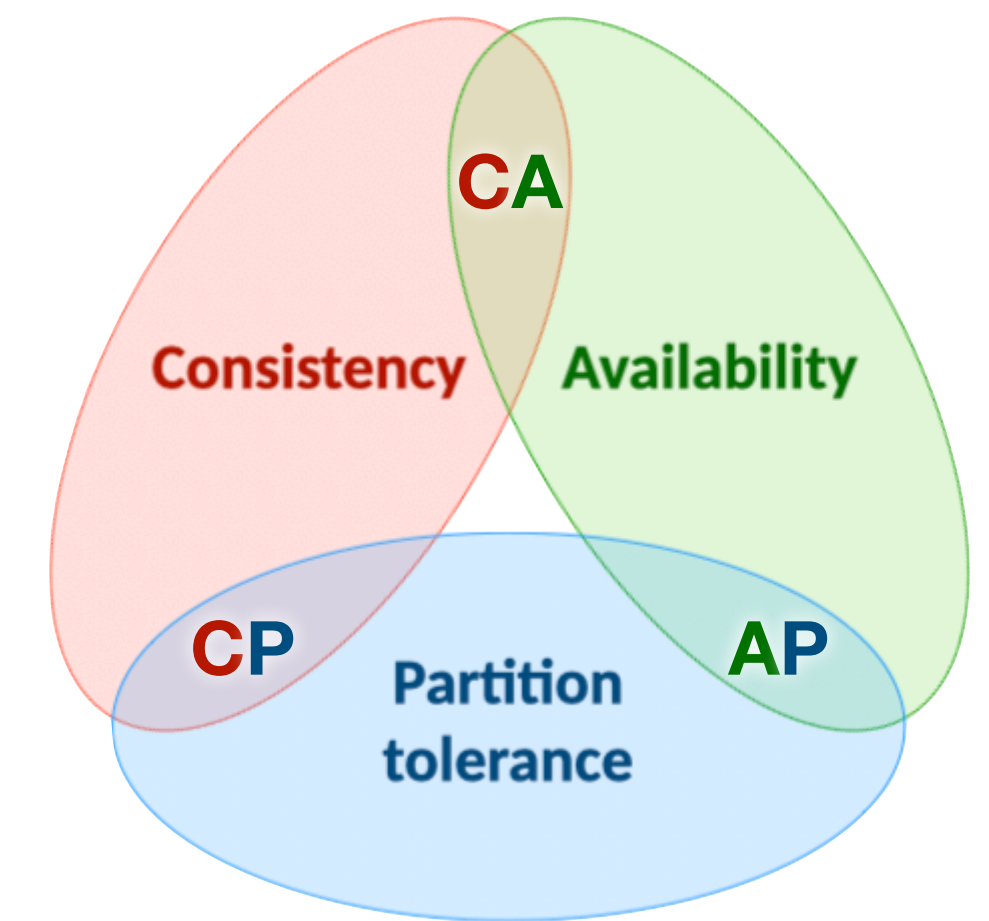 CA
Consistency
Availability
CP
AP
Partition
tolerance